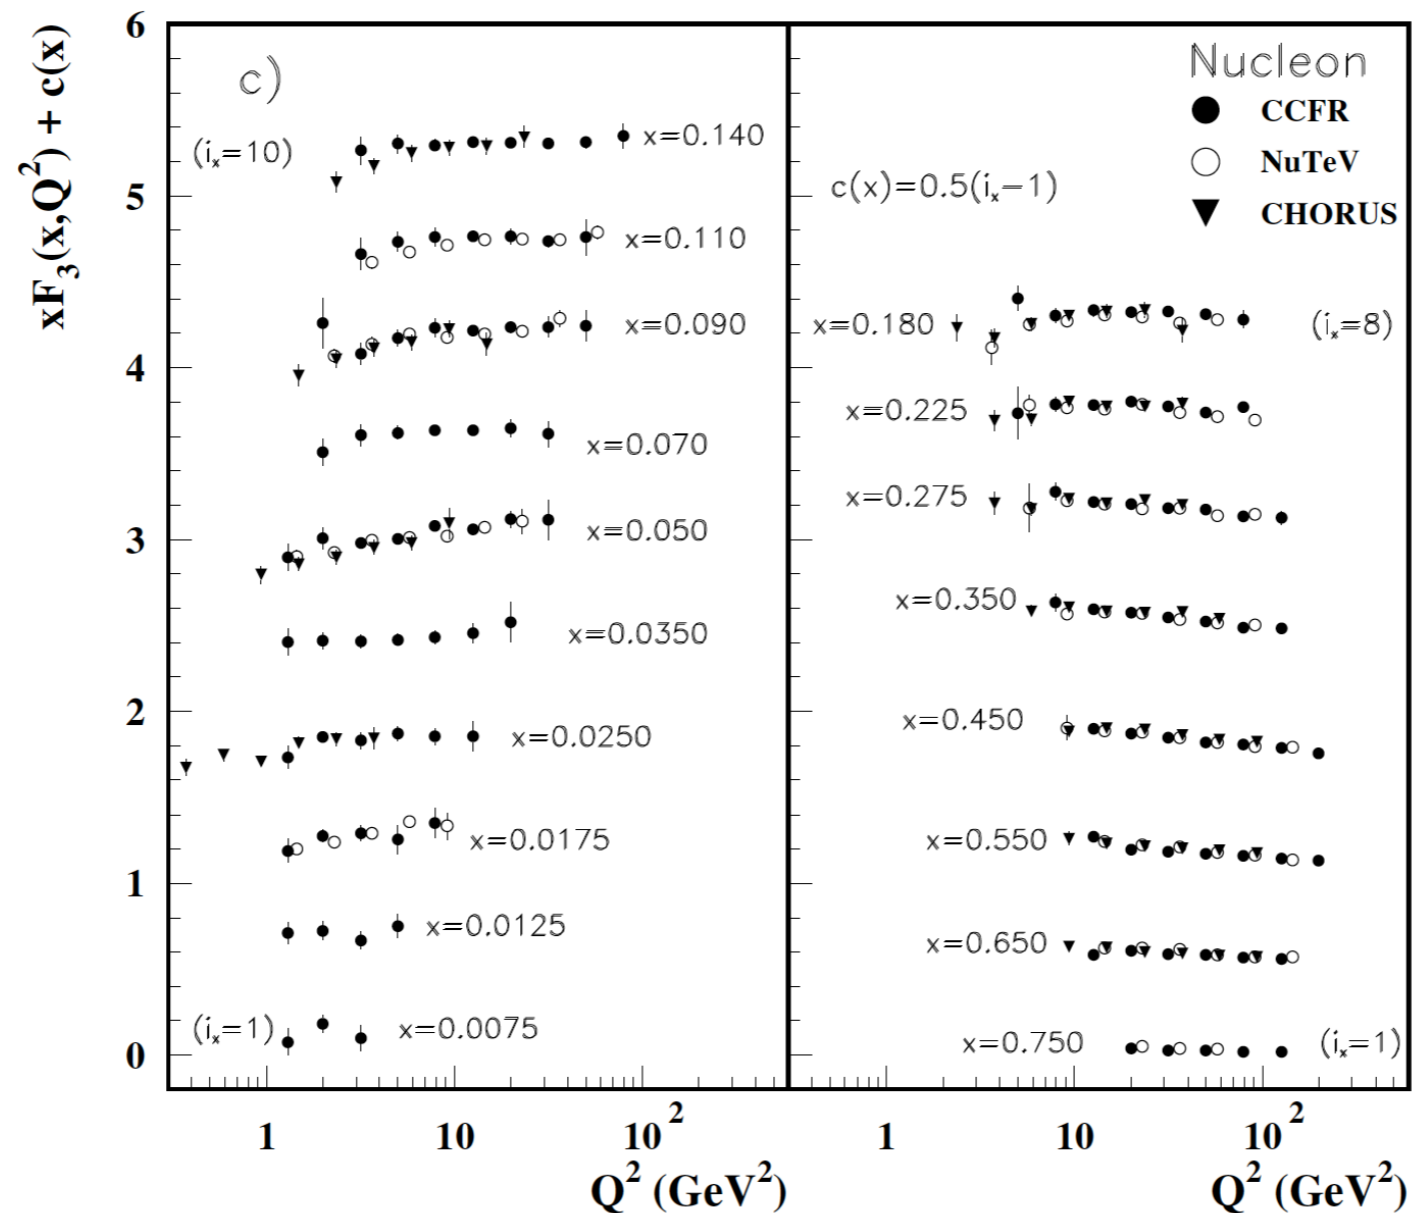 xF₃(x,Q²) + c(x)
6
5
4
3
2
1
0
c)
(iₓ=10)
x=0.140
x=0.110
x=0.090
x=0.070
x=0.050
x=0.0350
x=0.0250
x=0.0175
x=0.0125
(iₓ=1)
x=0.0075
1
10
10²
Q² (GeV²)
Nucleon
CCFR
NuTeV
CHORUS
c(x)=0.5(iₓ−1)
x=0.180
(iₓ=8)
x=0.225
x=0.275
x=0.350
x=0.450
x=0.550
x=0.650
x=0.750
(iₓ=1)
1
10
10²
Q² (GeV²)